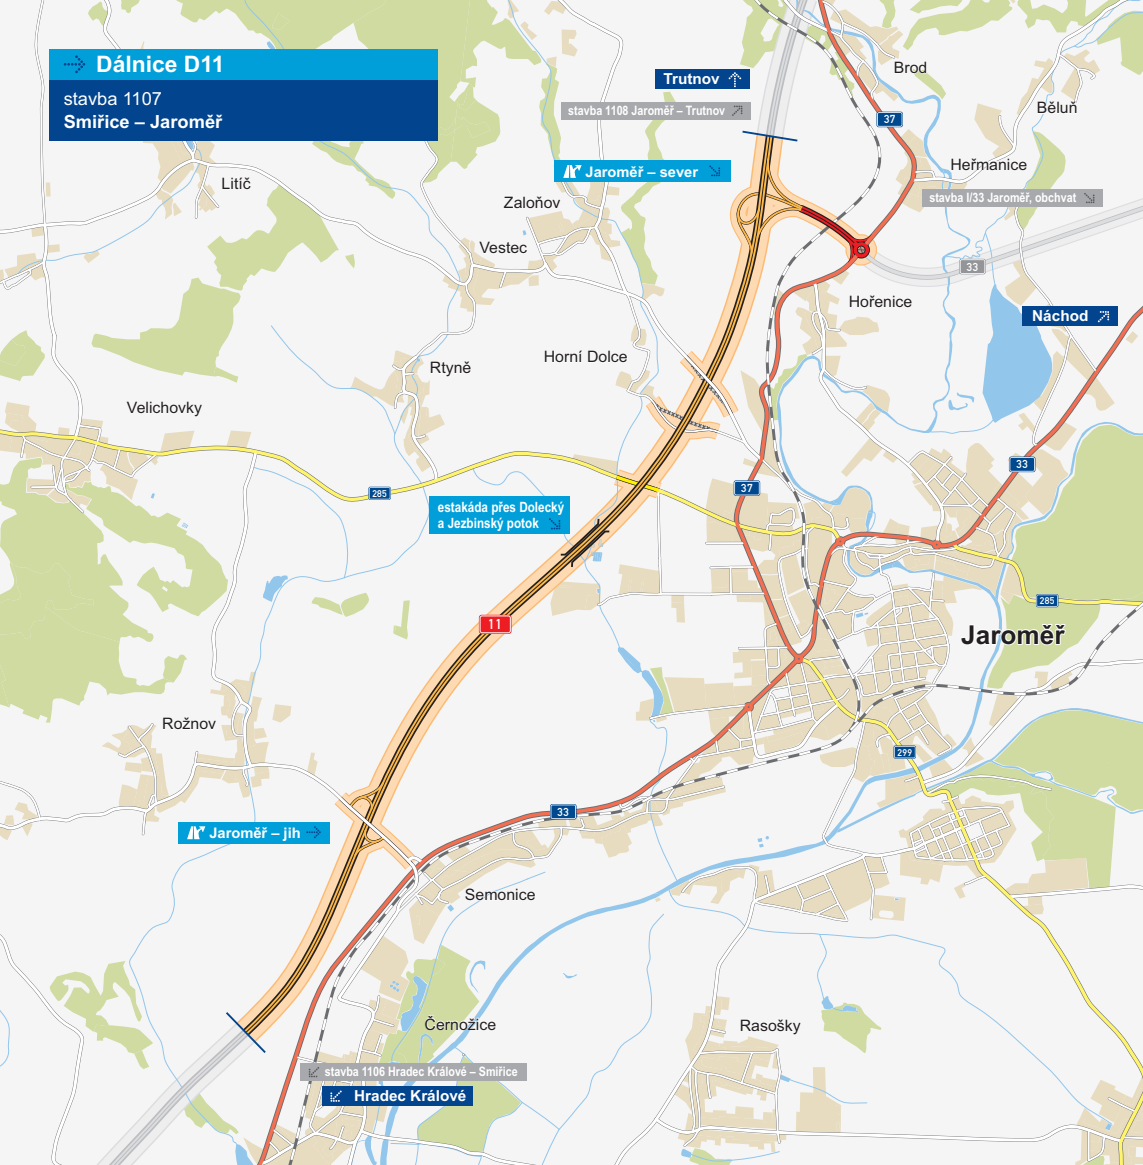 Dálnice D11
stavba 1107
Smiřice – Jaroměř
Trutnov
stavba 1108 Jaroměř – Trutnov
Brod
Běluň
37
Jaroměř – sever
Heřmanice
stavba I/33 Jaroměř, obchvat
Litíč
Zaloňov
Vestec
33
Hořenice
Náchod
Horní Dolce
Rtyně
Velichovky
33
285
37
estakáda přes Dolecký
a Jezbinský potok
285
11
Jaroměř
Rožnov
299
33
Jaroměř – jih
Semonice
Černožice
Rasošky
stavba 1106 Hradec Králové – Smiřice
Hradec Králové